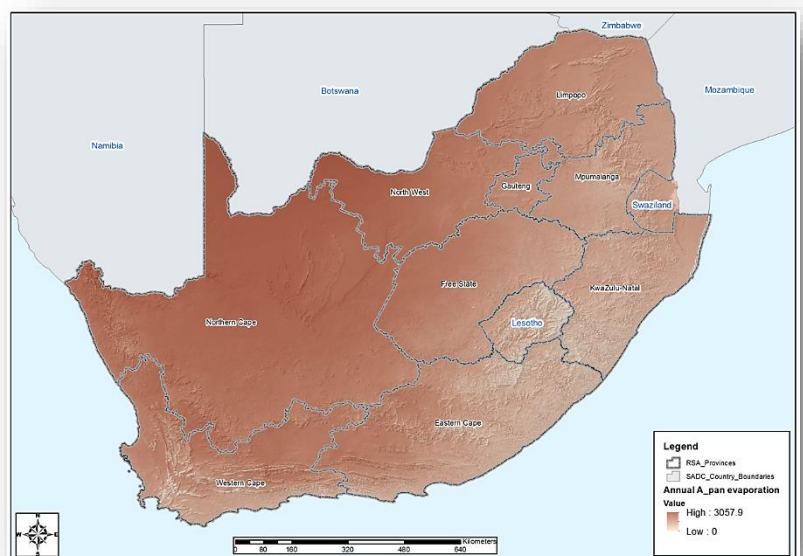 Zimbabwe
Botswana
Mozambique
Limpopo
Namibia
North West
Gauteng
Mpumalanga
Swaziland
Free State
KwaZulu-Natal
Northern Cape
Lesotho
Eastern Cape
Western Cape
Legend
RSA_Provinces
SADC_Country_Boundaries
Annual A_pan evaporation
Value
High : 3057.9
Low : 0
N
W E
S
Kilometers
0 80 160 320 480 640